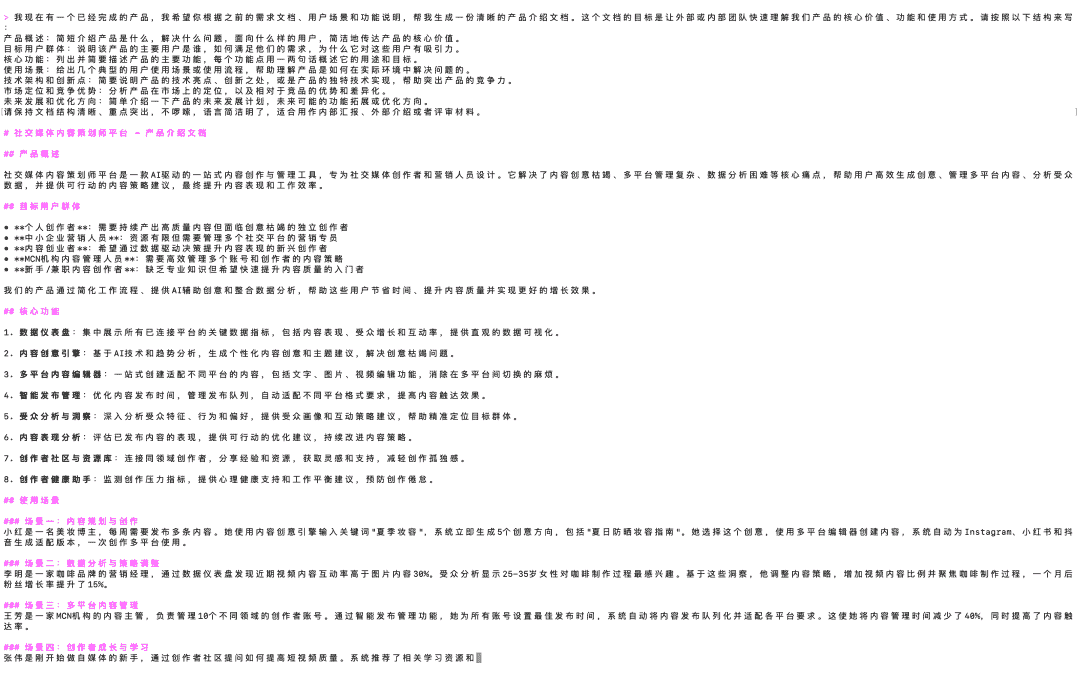 > 我现在有一个已经完成的产品，我希望你根据之前的需求文档、用户场景和功能说明，帮我生成一份清晰的产品介绍文档。这个文档的目标是让外部或内部团队快速理解我们产品的核心价值、功能和使用方式。请按照以下结构来写
：
产品概述：简短介绍产品是什么，解决什么问题，面向什么样的用户，简洁地传达产品的核心价值。
目标用户群体：说明该产品的主要用户是谁，如何满足他们的需求，为什么它对这些用户有吸引力。
核心功能：列出并简要描述产品的主要功能，每个功能点用一两句话概述它的用途和目标。
使用场景：给出几个典型的用户使用场景或使用流程，帮助理解产品是如何在实际环境中解决问题的。
技术架构和创新点：简要说明产品的技术亮点、创新之处，或是产品的独特技术实现，帮助突出产品的竞争力。
市场定位和竞争优势：分析产品在市场上的定位，以及相对于竞品的优势和差异化。
未来发展和优化方向：简单介绍一下产品的未来发展计划，未来可能的功能拓展或优化方向。
请保持文档结构清晰、重点突出，不啰嗦，语言简洁明了，适合用作内部汇报、外部介绍或者评审材料。
# 社交媒体内容策划师平台 - 产品介绍文档
## 产品概述
社交媒体内容策划师平台是一款AI驱动的一站式内容创作与管理工具，专为社交媒体创作者和营销人员设计。它解决了内容创意枯竭、多平台管理复杂、数据分析困难等核心痛点，帮助用户高效生成创意、管理多平台内容、分析受众
数据，并提供可行动的内容策略建议，最终提升内容表现和工作效率。
## 目标用户群体
• **个人创作者**：需要持续产出高质量内容但面临创意枯竭的独立创作者
• **中小企业营销人员**：资源有限但需要管理多个社交平台的营销专员
• **内容创业者**：希望通过数据驱动决策提升内容表现的新兴创作者
• **MCN机构内容管理人员**：需要高效管理多个账号和创作者的内容策略
• **新手/兼职内容创作者**：缺乏专业知识但希望快速提升内容质量的入门者
我们的产品通过简化工作流程、提供AI辅助创意和整合数据分析，帮助这些用户节省时间、提升内容质量并实现更好的增长效果。
## 核心功能
1. 数据仪表盘：集中展示所有已连接平台的关键数据指标，包括内容表现、受众增长和互动率，提供直观的数据可视化。
2. 内容创意引擎：基于AI技术和趋势分析，生成个性化内容创意和主题建议，解决创意枯竭问题。
3. 多平台内容编辑器：一站式创建适配不同平台的内容，包括文字、图片、视频编辑功能，消除在多平台间切换的麻烦。
4. 智能发布管理：优化内容发布时间，管理发布队列，自动适配不同平台格式要求，提高内容触达效果。
5. 受众分析与洞察：深入分析受众特征、行为和偏好，提供受众画像和互动策略建议，帮助精准定位目标群体。
6. 内容表现分析：评估已发布内容的表现，提供可行动的优化建议，持续改进内容策略。
7. 创作者社区与资源库：连接同领域创作者，分享经验和资源，获取灵感和支持，减轻创作孤独感。
8. 创作者健康助手：监测创作压力指标，提供心理健康支持和工作平衡建议，预防创作倦怠。
## 使用场景
### 场景一：内容策划与创作
小红是一名美妆博主，每周需要发布多条内容。她使用内容创意引擎输入关键词"夏季妆容"，系统立即生成5个创意方向，包括"夏日防晒妆容指南"。她选择这个创意，使用多平台编辑器创建内容，系统自动为Instagram、小红书和抖
音生成适配版本，一次创作多平台使用。
### 场景二：数据分析与策略调整
李明是一家咖啡品牌的营销经理，通过数据仪表盘发现近期视频内容互动率高于图片内容30%。受众分析显示25-35岁女性对咖啡制作过程最感兴趣。基于这些洞察，他调整内容策略，增加视频内容比例并聚焦咖啡制作过程，一个月后
粉丝增长率提升了15%。
### 场景三：多平台内容管理
王芳是一家MCN机构的内容主管，负责管理10个不同领域的创作者账号。通过智能发布管理功能，她为所有账号设置最佳发布时间，系统自动将内容发布队列化并适配各平台要求。这使她将内容管理时间减少了40%，同时提高了内容触
达率。
### 场景四：创作者成长与学习
张伟是刚开始做自媒体的新手，通过创作者社区提问如何提高短视频质量。系统推荐了相关学习资源和